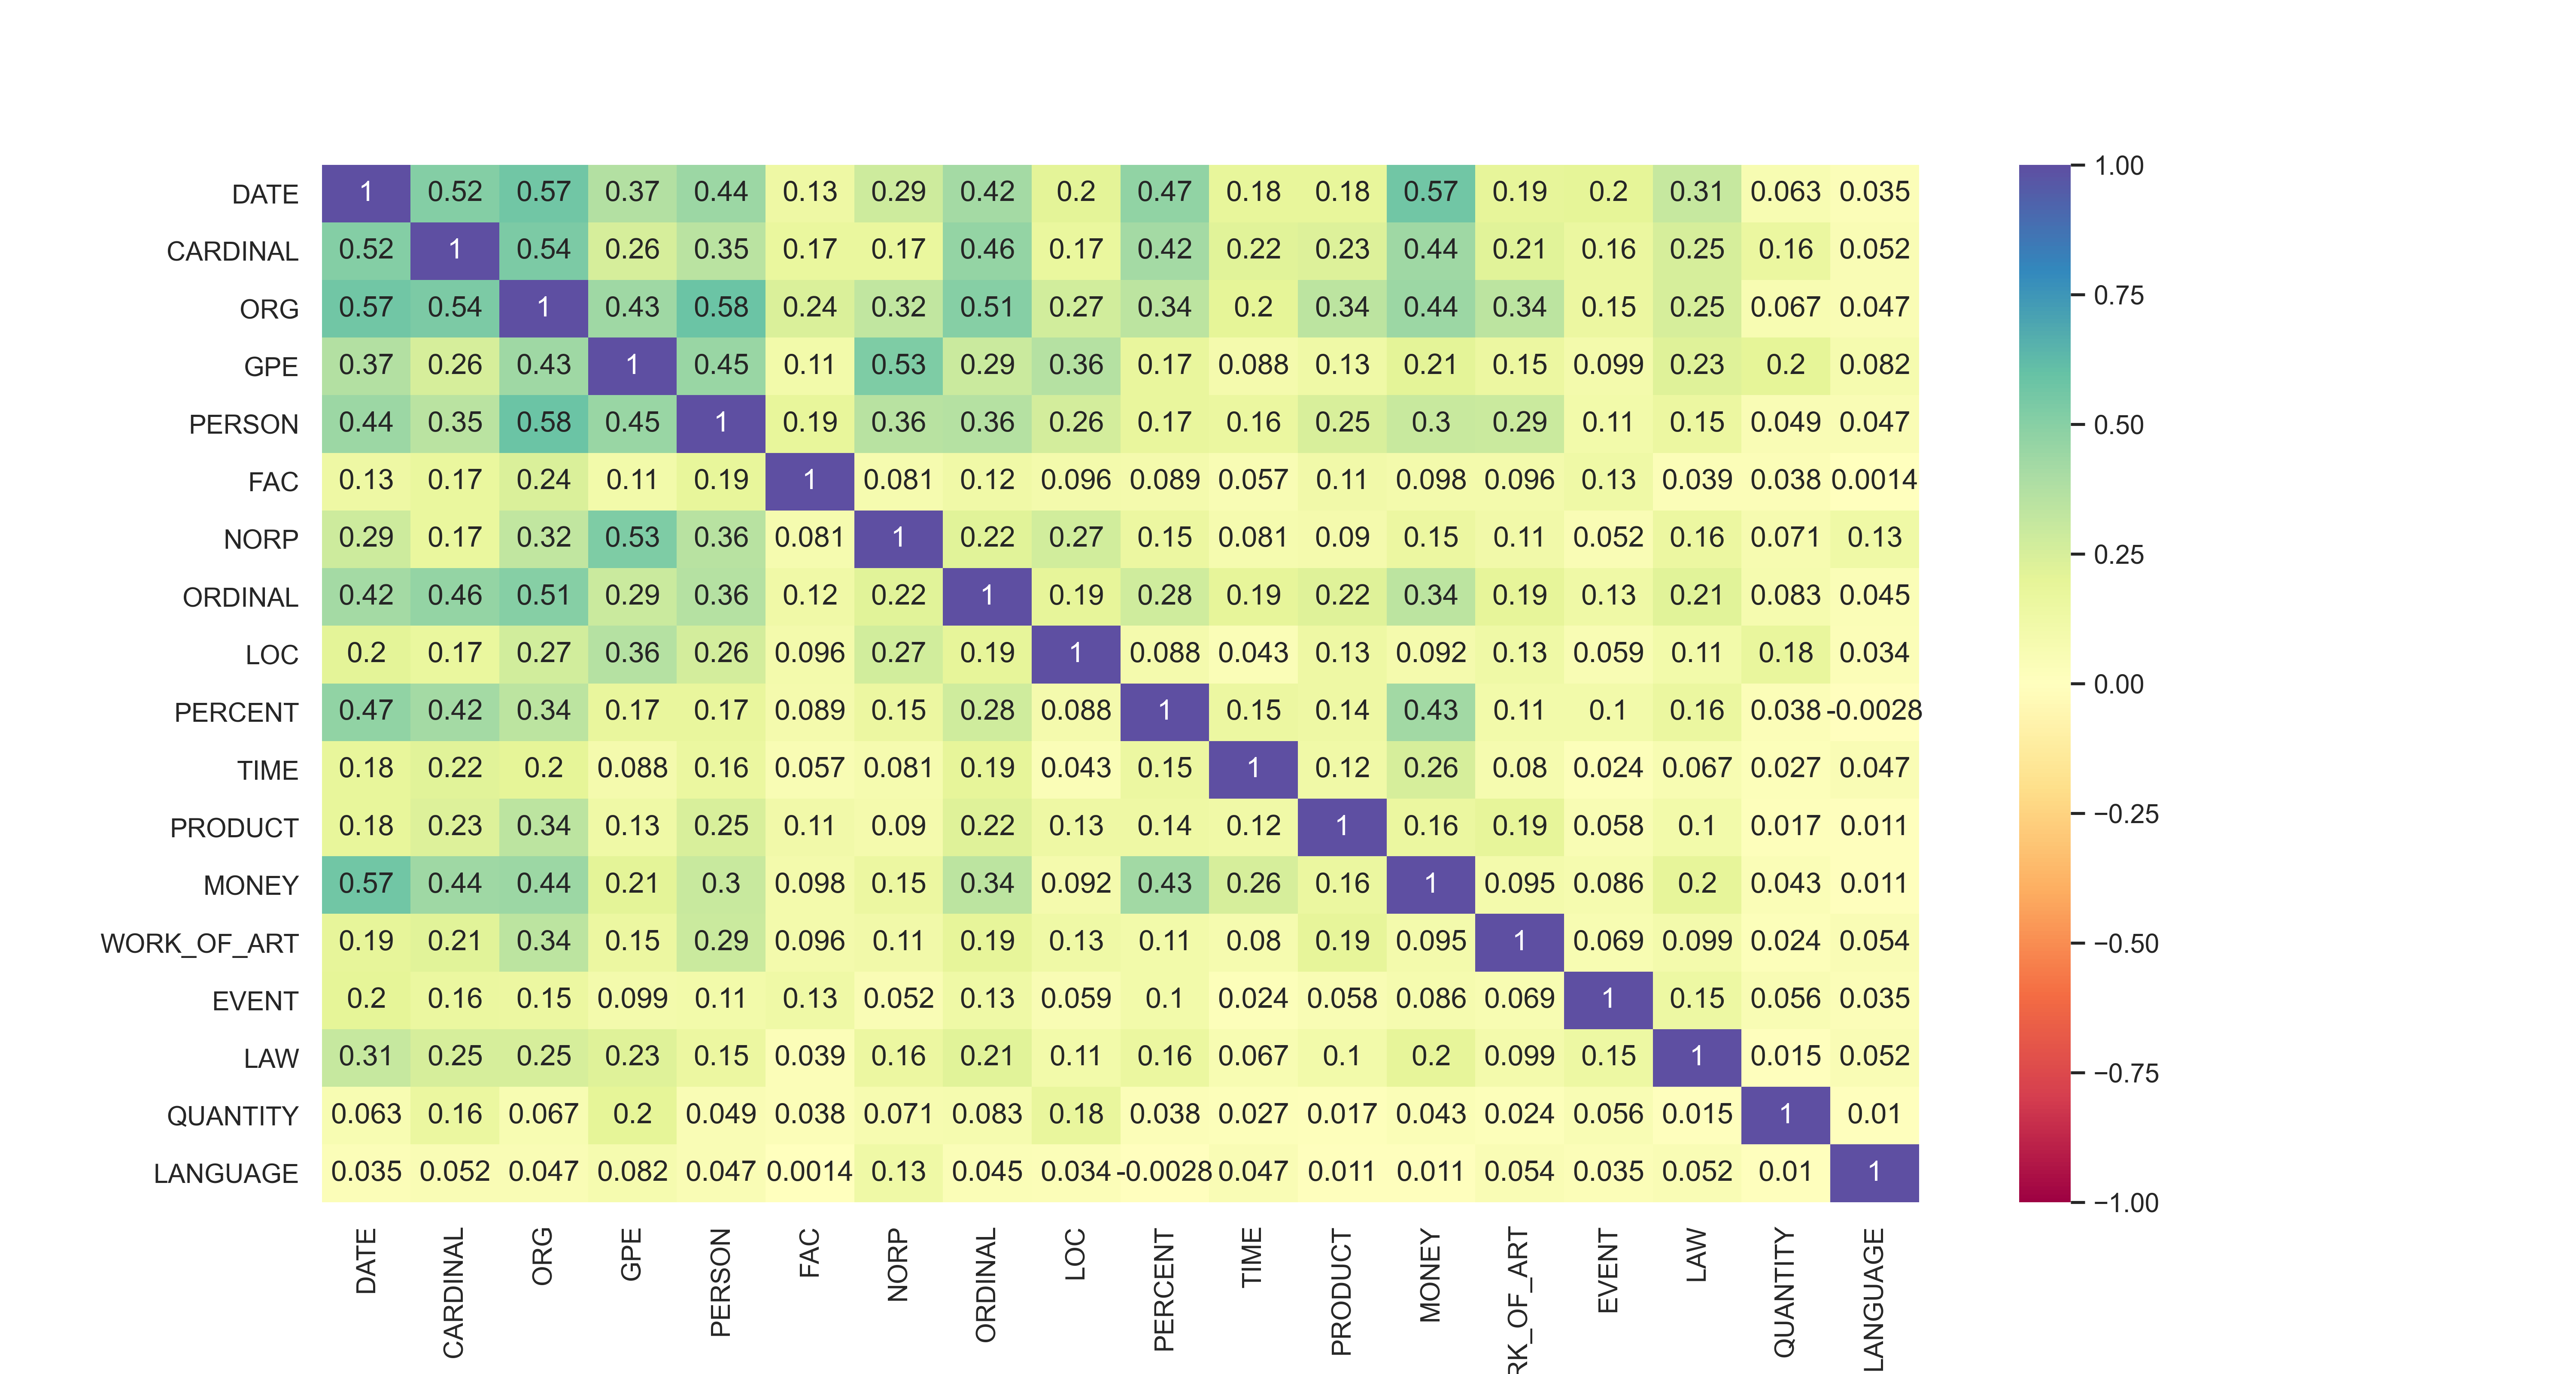 DATE 1 0.52 0.57 0.37 0.44 0.13 0.29 0.42 0.2 0.47 0.18 0.18 0.57 0.19 0.2 0.31 0.063 0.035
CARDINAL 0.52 1 0.54 0.26 0.35 0.17 0.17 0.46 0.17 0.42 0.22 0.23 0.44 0.21 0.16 0.25 0.16 0.052
ORG 0.57 0.54 1 0.43 0.58 0.24 0.32 0.51 0.27 0.34 0.2 0.34 0.44 0.34 0.15 0.25 0.067 0.047
GPE 0.37 0.26 0.43 1 0.45 0.11 0.53 0.29 0.36 0.17 0.088 0.13 0.21 0.15 0.099 0.23 0.2 0.082
PERSON 0.44 0.35 0.58 0.45 1 0.19 0.36 0.36 0.26 0.17 0.16 0.25 0.3 0.29 0.11 0.15 0.049 0.047
FAC 0.13 0.17 0.24 0.11 0.19 1 0.081 0.12 0.096 0.089 0.057 0.11 0.098 0.096 0.13 0.039 0.038 0.0014
NORP 0.29 0.17 0.32 0.53 0.36 0.081 1 0.22 0.27 0.15 0.081 0.09 0.15 0.11 0.052 0.16 0.071 0.13
ORDINAL 0.42 0.46 0.51 0.29 0.36 0.12 0.22 1 0.19 0.28 0.19 0.22 0.34 0.19 0.13 0.21 0.083 0.045
LOC 0.2 0.17 0.27 0.36 0.26 0.096 0.27 0.19 1 0.088 0.043 0.13 0.092 0.13 0.059 0.11 0.18 0.034
PERCENT 0.47 0.42 0.34 0.17 0.17 0.089 0.15 0.28 0.088 1 0.15 0.14 0.43 0.11 0.1 0.16 0.038 -0.0028
TIME 0.18 0.22 0.2 0.088 0.16 0.057 0.081 0.19 0.043 0.15 1 0.12 0.26 0.08 0.024 0.067 0.027 0.047
PRODUCT 0.18 0.23 0.34 0.13 0.25 0.11 0.09 0.22 0.13 0.14 0.12 1 0.16 0.19 0.058 0.1 0.017 0.011
MONEY 0.57 0.44 0.44 0.21 0.3 0.098 0.15 0.34 0.092 0.43 0.26 0.16 1 0.095 0.086 0.2 0.043 0.011
WORK_OF_ART 0.19 0.21 0.34 0.15 0.29 0.096 0.11 0.19 0.13 0.11 0.08 0.19 0.095 1 0.069 0.099 0.024 0.054
EVENT 0.2 0.16 0.15 0.099 0.11 0.13 0.052 0.13 0.059 0.1 0.024 0.058 0.086 0.069 1 0.15 0.056 0.035
LAW 0.31 0.25 0.25 0.23 0.15 0.039 0.16 0.21 0.11 0.16 0.067 0.1 0.2 0.099 0.15 1 0.015 0.052
QUANTITY 0.063 0.16 0.067 0.2 0.049 0.038 0.071 0.083 0.18 0.038 0.027 0.017 0.043 0.024 0.056 0.015 1 0.01
LANGUAGE 0.035 0.052 0.047 0.082 0.047 0.0014 0.13 0.045 0.034 -0.0028 0.047 0.011 0.011 0.054 0.035 0.052 0.01 1
DATE CARDINAL ORG GPE PERSON FAC NORP ORDINAL LOC PERCENT TIME PRODUCT MONEY RK_OF_ART EVENT LAW QUANTITY LANGUAGE
1.00
0.75
0.50
0.25
0.00
−0.25
−0.50
−0.75
−1.00